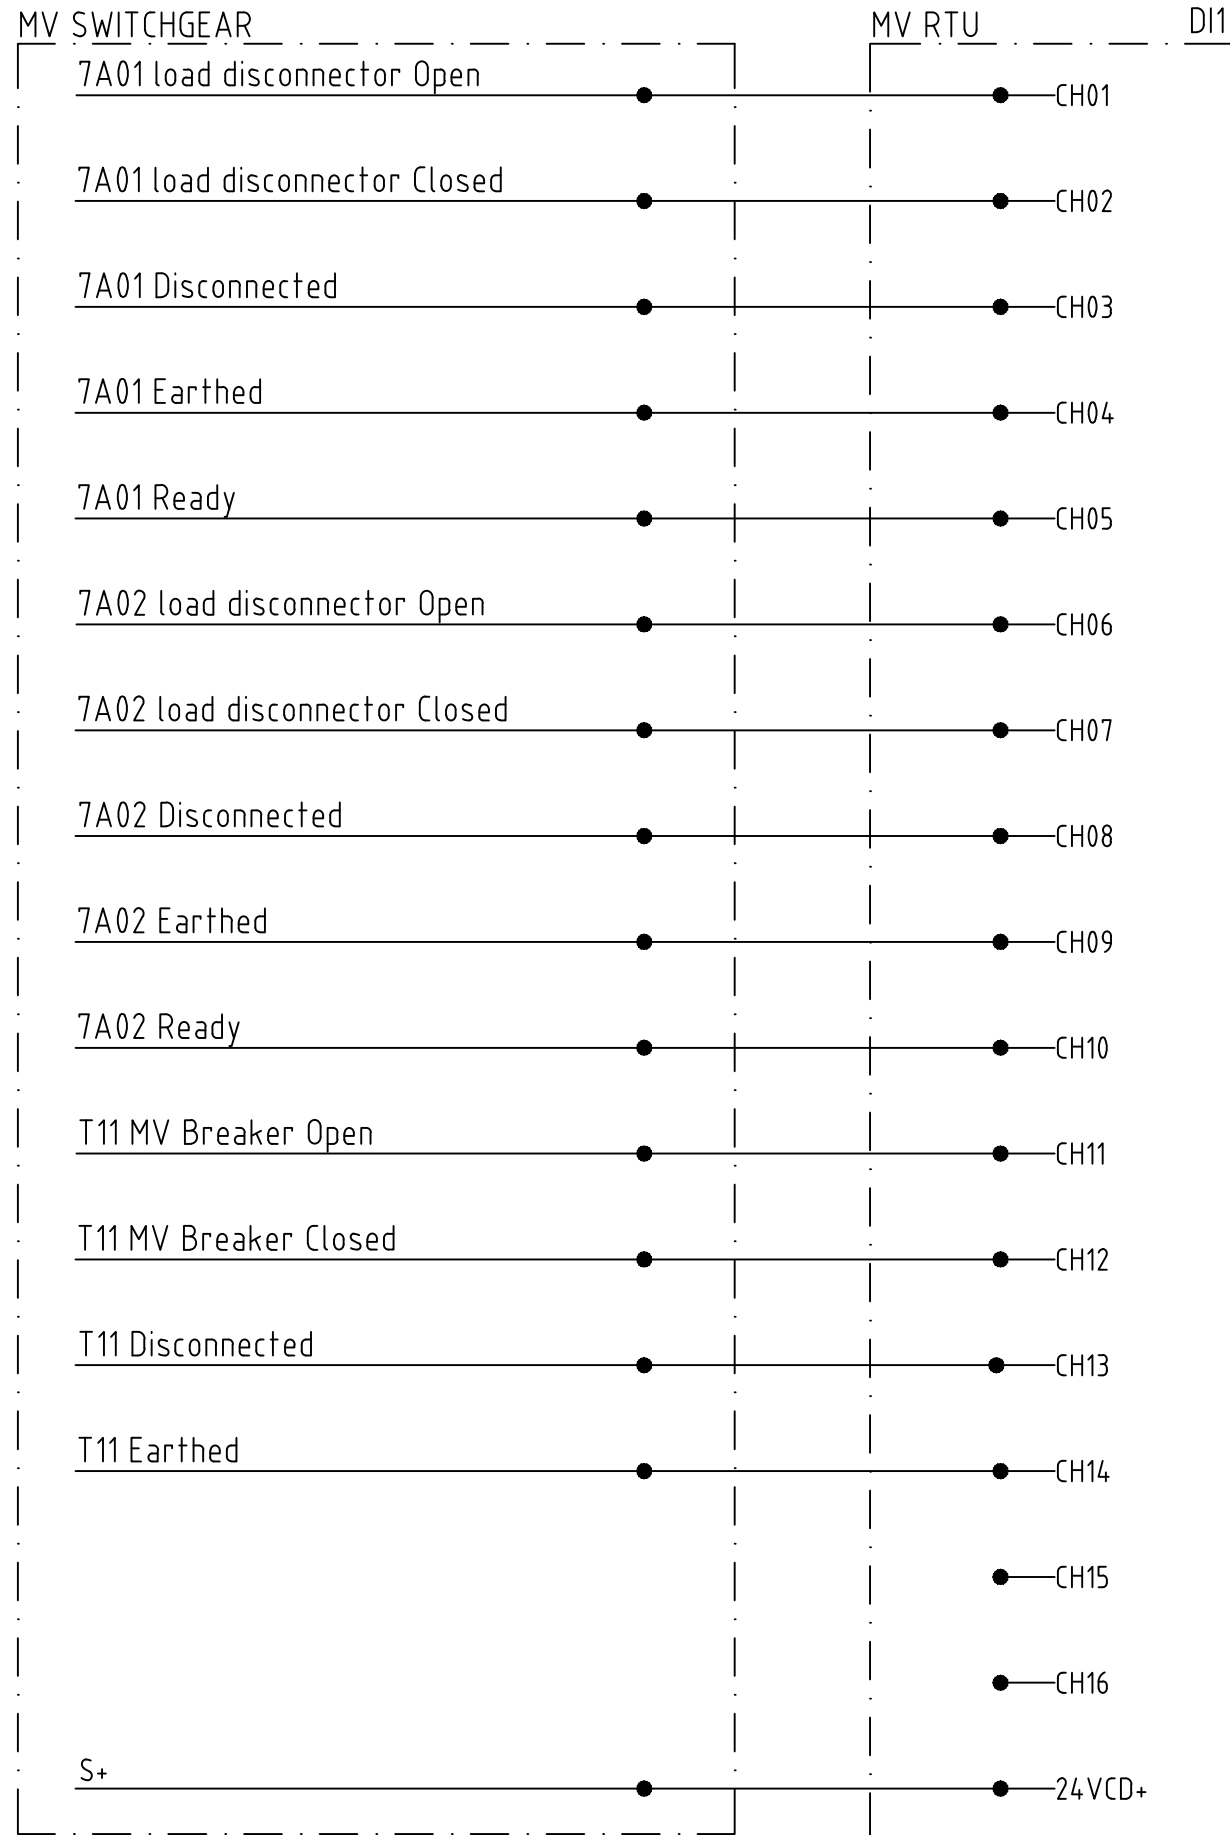 MV SWITCHGEAR MV RTU DI1
7A01 load disconnector Open CH01
7A01 load disconnector Closed CH02
7A01 Disconnected CH03
7A01 Earthed CH04
7A01 Ready CH05
7A02 load disconnector Open CH06
7A02 load disconnector Closed CH07
7A02 Disconnected CH08
7A02 Earthed CH09
7A02 Ready CH10
T11 MV Breaker Open CH11
T11 MV Breaker Closed CH12
T11 Disconnected CH13
T11 Earthed CH14
CH15
CH16
S+ 24VCD+